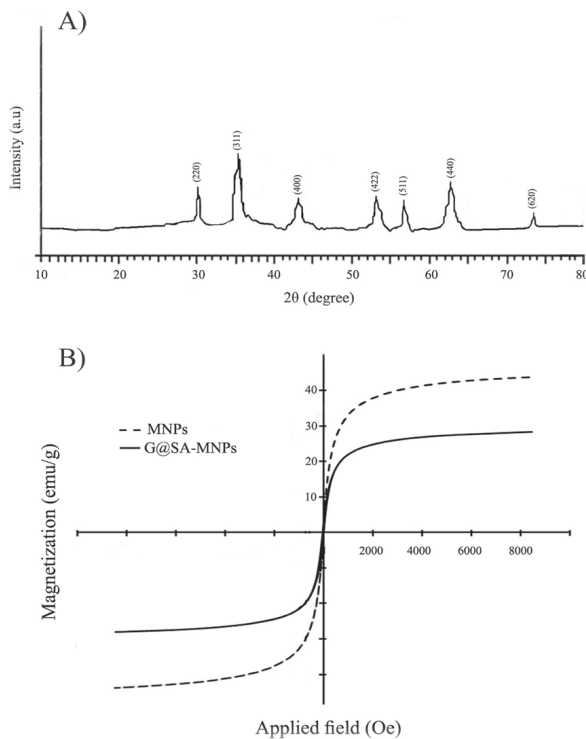 A)
Intensity (a.u)
(220)
(311)
(400)
(422)
(511)
(440)
(620)
10 20 30 40 50 60 70 80
2θ (degree)
B)
MNPs
G@SA-MNPs
Magnetization (emu/g)
40
30
20
10
2000 4000 6000 8000
Applied field (Oe)